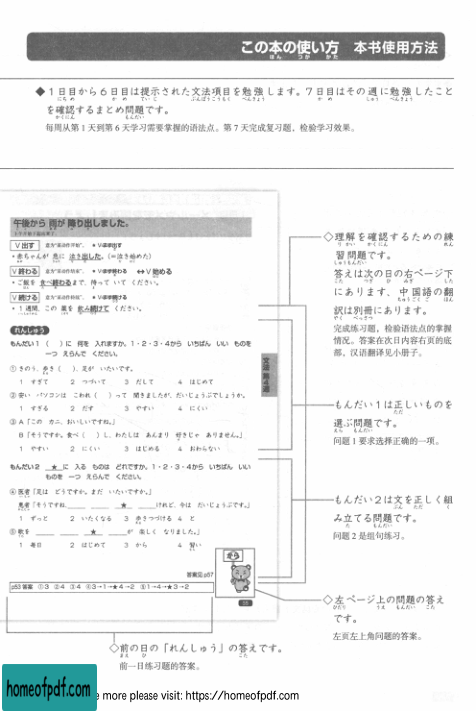 この本の使い方 本书使用方法
◆1日目から6日目は提示された文法項目を勉強します。7日目はその週に勉強したこと
を確認するまとめ問題です。
每周从第1天到第6天学习需要掌握的语法点。第7天完成复习题，检验学习效果。
午後から 雨が 降り出しました。
V出す
・赤ちゃんが 急に 泣き出した。(=泣き始めた)
V終わる ⇔V始める
・ご飯を 食べ終わるまで、待って いて ください。
V続ける
・1週間、この 薬を 飲み続けて ください。
れんしゅう
もんだい1 ( )に 何を 入れますか。1・2・3・4から いちばん いい ものを
一つ えらんで ください。
①きのう、歩き( )、足が いたいです。
1 すぎて 2 つづいて 3 だして 4 はじめて
②安い パソコンは こわれ( )って 聞きましたが、だいじょうぶでしょうか。
1 すぎる 2 だす 3 やすい 4 にくい
③A「この カニ、おいしいですね。」
B「そうですね。食べ( )し、わたしは あんまり 好きじゃ ありません。」
1 やすい 2 にくい 3 はじめる 4 おわらない
もんだい2 ★に 入る ものは どれですか。1・2・3・4から いちばん いい
ものを 一つ えらんで ください。
④医者「足は どうですか。まだ いたいですか。」
患者「そうですね、 ★ けれど、今は だいじょうぶです。」
1 ずっと 2 いたくなる 3 歩きつづける 4 と
⑤歌を ★ が 楽しく なりました。」
1 毎日 2 はじめて 3 から 4 習い
答案见p57
から
p53答案 ①3 ②4 ③4 ④3→1→★4→2 ⑤1→4→★3→2
文法 第4週
◇理解を確認するための練
習問題です。
答えは次の日の右ページ下
にあります、中国語の翻
訳は別冊にあります。
完成练习题，检验语法点的掌握
情况。答案在次日内容右页的底
部，汉语翻译见小册子。
もんだい1は正しいものを
選ぶ問題です。
问题1要求选择正确的一项。
もんだい2は文を正しく組
み立てる問題です。
问题2是组句练习。
◇左ページ上の問題の答え
です。
左页左上角问题的答案。
◇前の日の「れんしゅう」の答えです。
前一日练习题的答案。
homeofpdf.com
e more please visit: https://homeofpdf.com